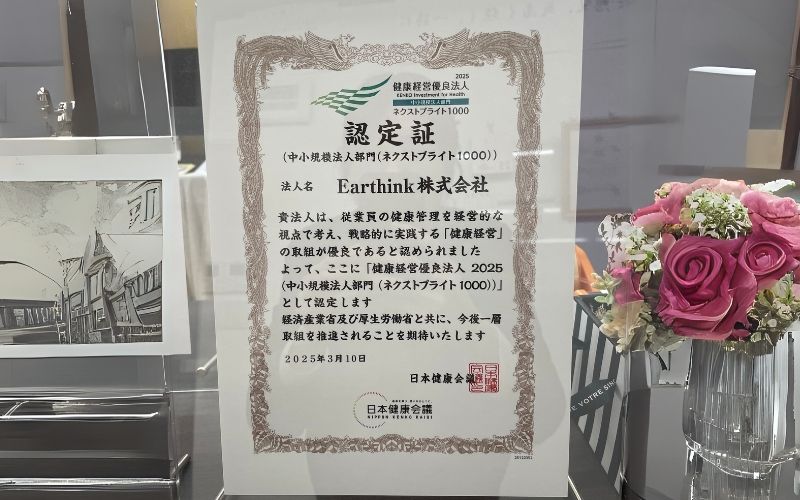 2025
健康経営優良法人
KENKO Investment for Health
中小規模法人部門
ネクストブライト1000
認定証
(中小規模法人部門(ネクストブライト1000))
法人名 Earthink株式会社
貴法人は、従業員の健康管理を経営的な
視点で考え、戦略的に実践する「健康経営」
の取組が優良であると認められました
よって、ここに「健康経営優良法人 2025
(中小規模法人部門 (ネクストブライト 1000))」
として認定します
経済産業省及び厚生労働省と共に、今後一層
取組を推進されることを期待いたします
2025年3月10日
日本健康会議
日本健康会議
NIPPON KENKO KAIGI
E VOTRE SIN